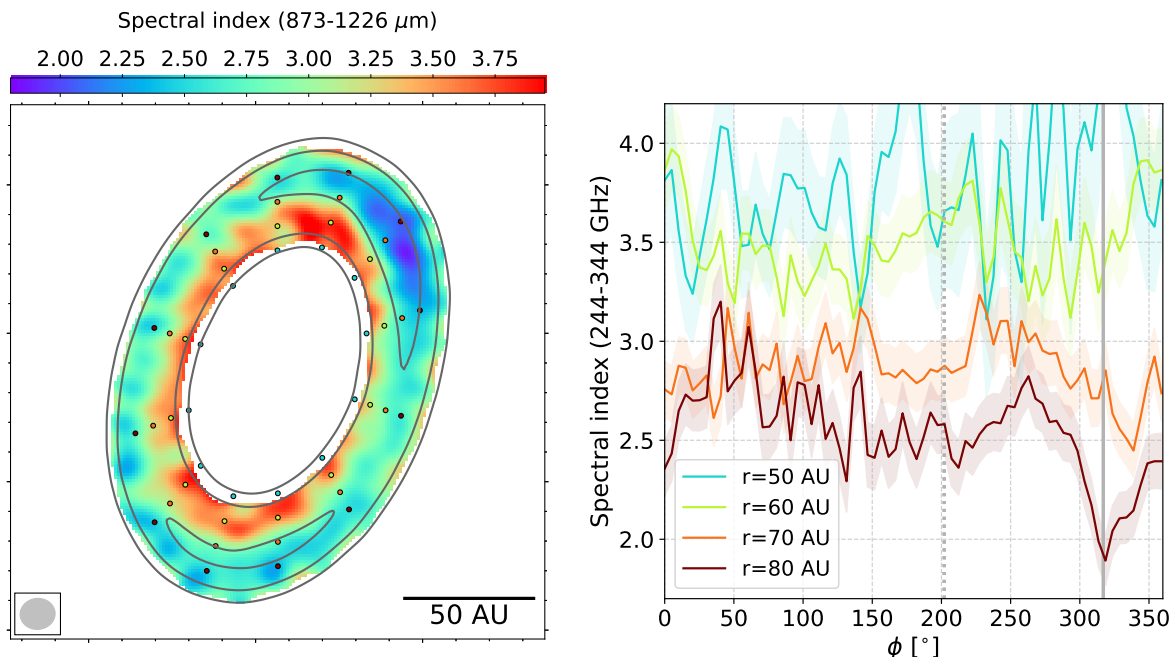 Spectral index (873-1226 μm)
2.00 2.25 2.50 2.75 3.00 3.25 3.50 3.75
50 AU
Spectral index (244-344 GHz)
4.0
3.5
3.0
2.5
2.0
r=50 AU
r=60 AU
r=70 AU
r=80 AU
0 50 100 150 200 250 300 350
ϕ [°]